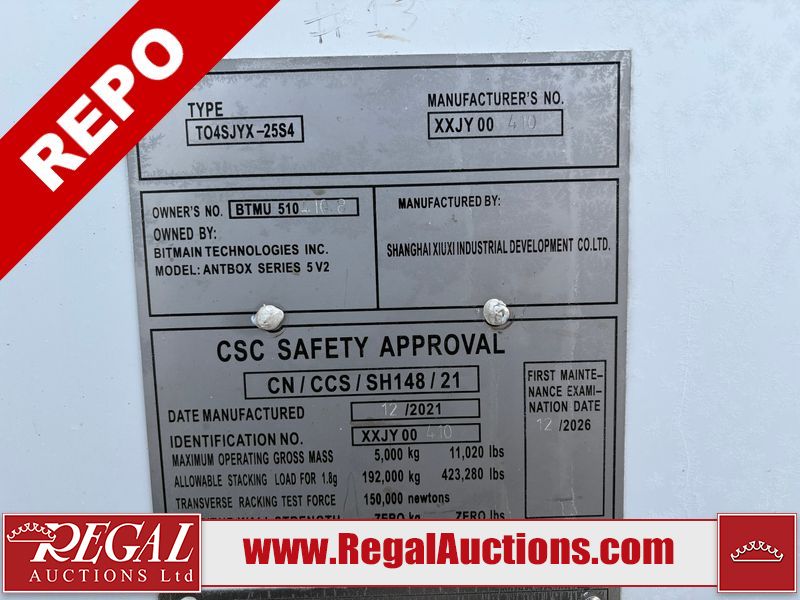 REPO
TYPE
TO4SJYX-25S4
MANUFACTURER'S NO.
XXJY 00 410
OWNER'S NO. BTMU 510410 8
OWNED BY:
BITMAIN TECHNOLOGIES INC.
MODEL: ANTBOX SERIES 5 V2
MANUFACTURED BY:
SHANGHAI XIUXI INDUSTRIAL DEVELOPMENT CO.LTD.
CSC SAFETY APPROVAL
CN/CCS/SH148/21
DATE MANUFACTURED 12/2021
IDENTIFICATION NO. XXJY 00 410
MAXIMUM OPERATING GROSS MASS 5,000 kg 11,020 lbs
ALLOWABLE STACKING LOAD FOR 1.8g 192,000 kg 423,280 lbs
TRANSVERSE RACKING TEST FORCE 150,000 newtons
ZERO kg ZERO lbs
FIRST MAINTE-
NANCE EXAMI-
NATION DATE
12/2026
REGAL
AUCTIONS Ltd
www.RegalAuctions.com